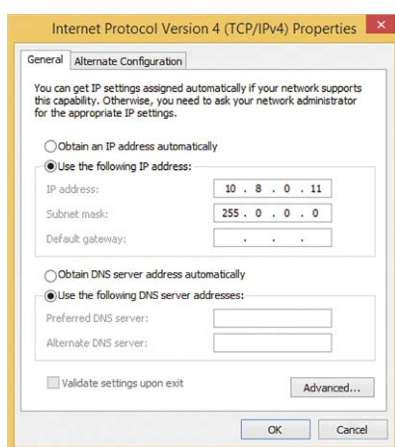 Internet Protocol Version 4 (TCP/IPv4) Properties
General
Alternate Configuration
You can get IP settings assigned automatically if your network supports
this capability. Otherwise, you need to ask your network administrator
for the appropriate IP settings.
Obtain an IP address automatically
Use the following IP address:
IP address:
10 . 8 . 0 . 11
Subnet mask:
255 . 0 . 0 . 0
Default gateway:
. . .
Obtain DNS server address automatically
Use the following DNS server addresses:
Preferred DNS server:
Alternate DNS server:
Validate settings upon exit
Advanced...
OK
Cancel